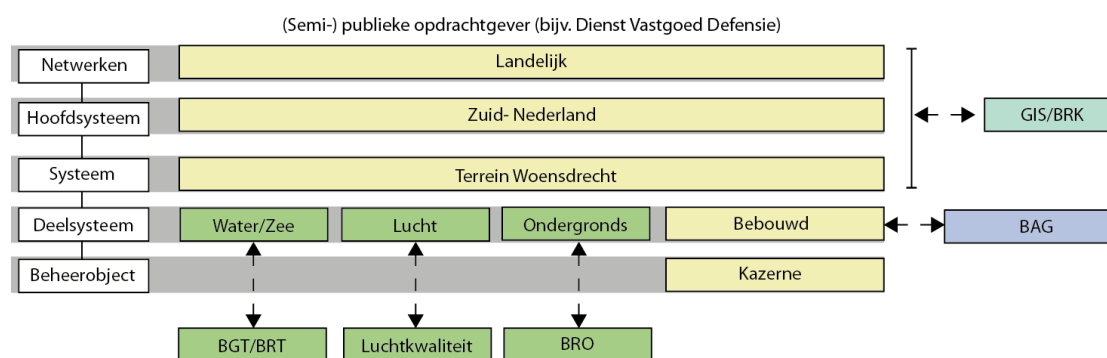 (Semi-) publieke opdrachtgever (bijv. Dienst Vastgoed Defensie)
Netwerken
Landelijk
Hoofdsysteem
Zuid- Nederland
GIS/BRK
Systeem
Terrein Woensdrecht
Deelsysteem
Water/Zee
Lucht
Ondergronds
Bebouwd
BAG
Beheerobject
Kazerne
BGT/BRT
Luchtkwaliteit
BRO